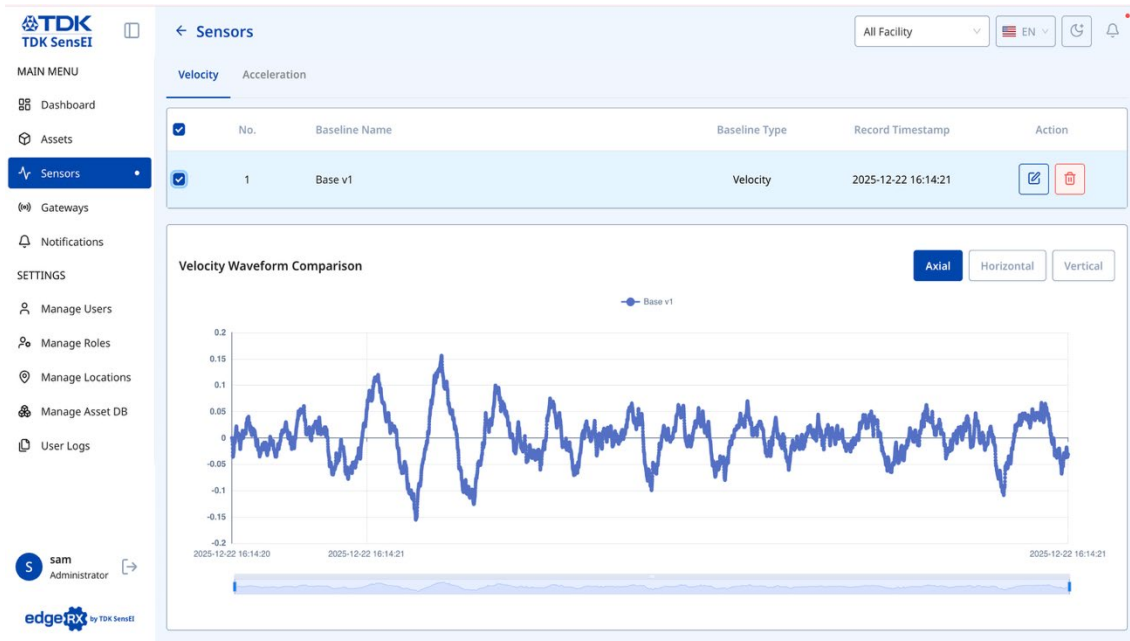 TDK
TDK SensEI
MAIN MENU
Dashboard
Assets
Sensors
Gateways
Notifications
SETTINGS
Manage Users
Manage Roles
Manage Locations
Manage Asset DB
User Logs
S
sam
Administrator
edgeRX by TDK SensEI
Sensors
All Facility
EN
Velocity Acceleration
No. Baseline Name Baseline Type Record Timestamp Action
1 Base v1 Velocity 2025-12-22 16:14:21
Velocity Waveform Comparison
Axial Horizontal Vertical
Base v1
0.2
0.15
0.1
0.05
0
-0.05
-0.1
-0.15
-0.2
2025-12-22 16:14:20 2025-12-22 16:14:21 2025-12-22 16:14:21